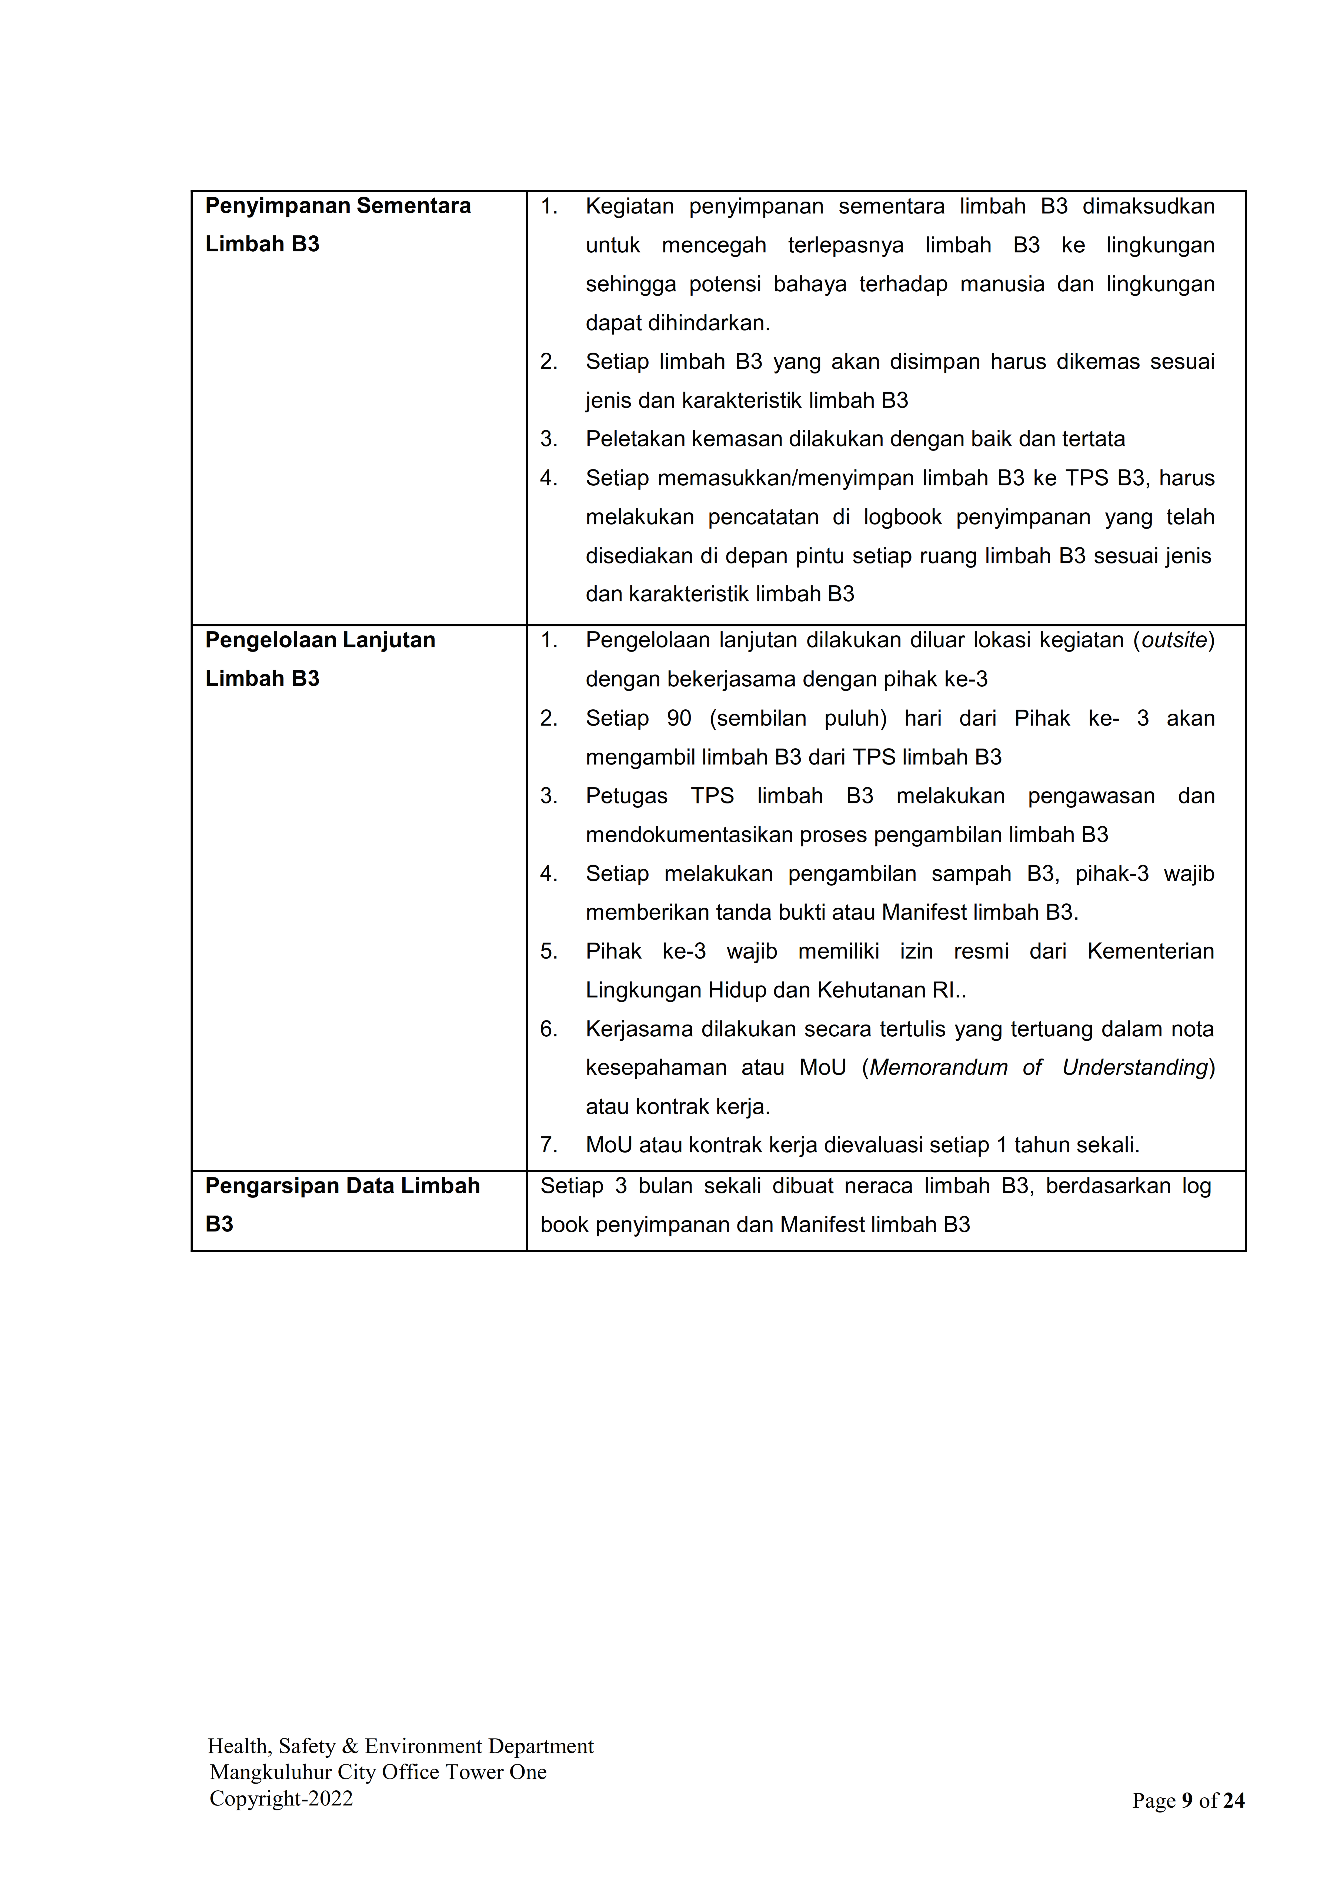 Penyimpanan Sementara
Limbah B3
1. Kegiatan penyimpanan sementara limbah B3 dimaksudkan
untuk mencegah terlepasnya limbah B3 ke lingkungan
sehingga potensi bahaya terhadap manusia dan lingkungan
dapat dihindarkan.
2. Setiap limbah B3 yang akan disimpan harus dikemas sesuai
jenis dan karakteristik limbah B3
3. Peletakan kemasan dilakukan dengan baik dan tertata
4. Setiap memasukkan/menyimpan limbah B3 ke TPS B3, harus
melakukan pencatatan di logbook penyimpanan yang telah
disediakan di depan pintu setiap ruang limbah B3 sesuai jenis
dan karakteristik limbah B3
Pengelolaan Lanjutan
Limbah B3
1. Pengelolaan lanjutan dilakukan diluar lokasi kegiatan (outsite)
dengan bekerjasama dengan pihak ke-3
2. Setiap 90 (sembilan puluh) hari dari Pihak ke- 3 akan
mengambil limbah B3 dari TPS limbah B3
3. Petugas TPS limbah B3 melakukan pengawasan dan
mendokumentasikan proses pengambilan limbah B3
4. Setiap melakukan pengambilan sampah B3, pihak-3 wajib
memberikan tanda bukti atau Manifest limbah B3.
5. Pihak ke-3 wajib memiliki izin resmi dari Kementerian
Lingkungan Hidup dan Kehutanan RI..
6. Kerjasama dilakukan secara tertulis yang tertuang dalam nota
kesepahaman atau MoU (Memorandum of Understanding)
atau kontrak kerja.
7. MoU atau kontrak kerja dievaluasi setiap 1 tahun sekali.
Pengarsipan Data Limbah
B3
Setiap 3 bulan sekali dibuat neraca limbah B3, berdasarkan log
book penyimpanan dan Manifest limbah B3
Health, Safety & Environment Department
Mangkuluhur City Office Tower One
Copyright-2022
Page 9 of 24